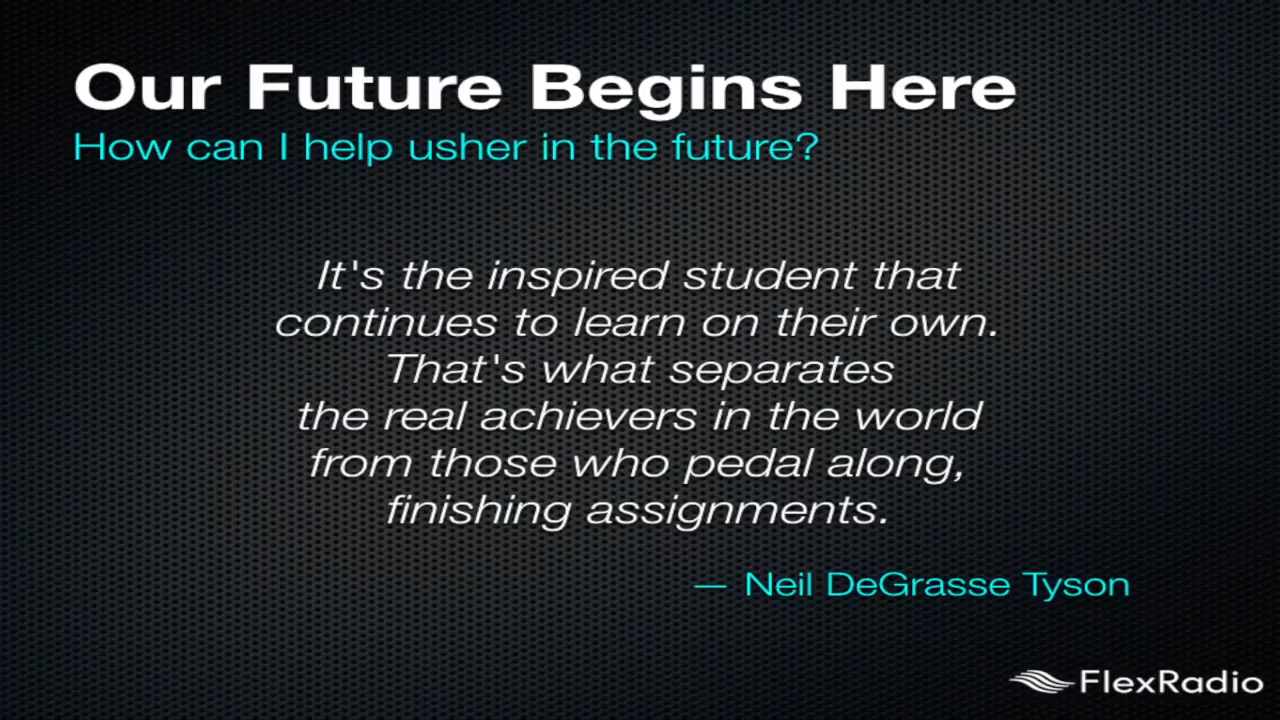 Our Future Begins Here
How can I help usher in the future?
It's the inspired student that
continues to learn on their own.
That's what separates
the real achievers in the world
from those who pedal along,
finishing assignments.
— Neil DeGrasse Tyson
FlexRadio